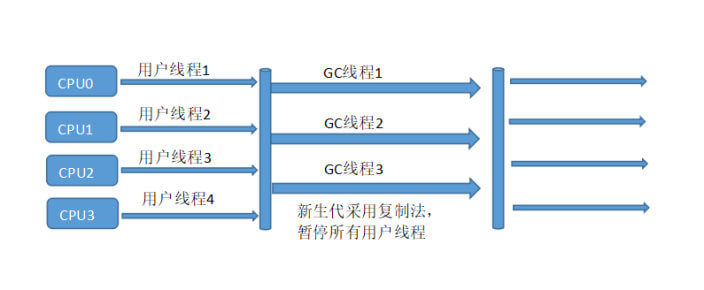 CPU0
用户线程1
GC线程1
CPU1
用户线程2
GC线程2
CPU2
用户线程3
GC线程3
CPU3
用户线程4
新生代采用复制法，
暂停所有用户线程